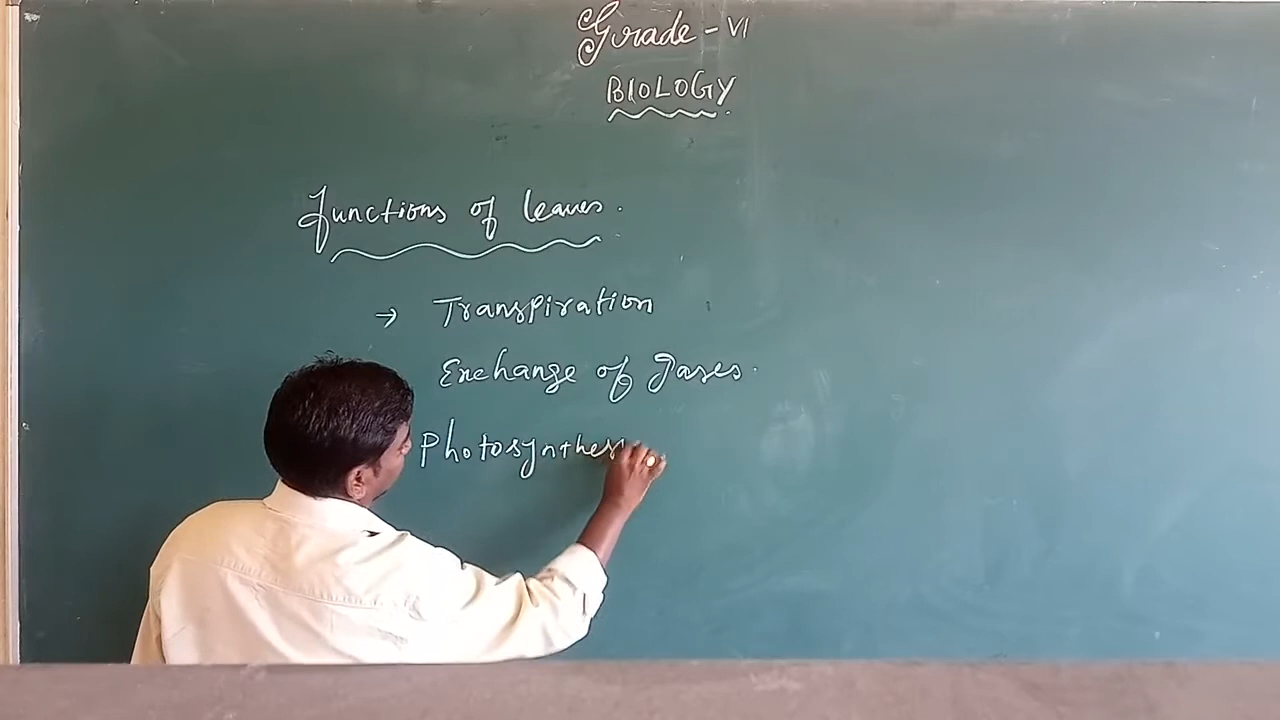 Grade - VI
BIOLOGY
Functions of leaves.
→ Transpiration
Exchange of gases.
Photosynthes